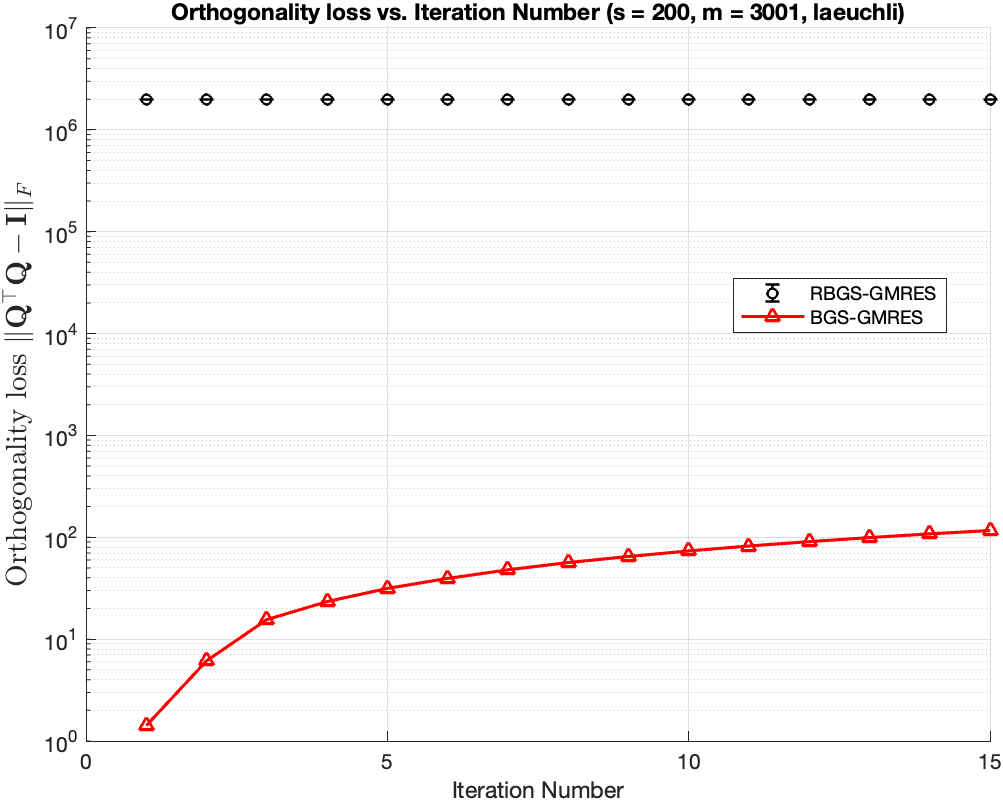 Orthogonality loss vs. Iteration Number (s = 200, m = 3001, laeuchli)
Orthogonality loss ‖Q⊤Q − I‖F
10^7
10^6
10^5
10^4
10^3
10^2
10^1
10^0
RBGS-GMRES
BGS-GMRES
0 5 10 15
Iteration Number